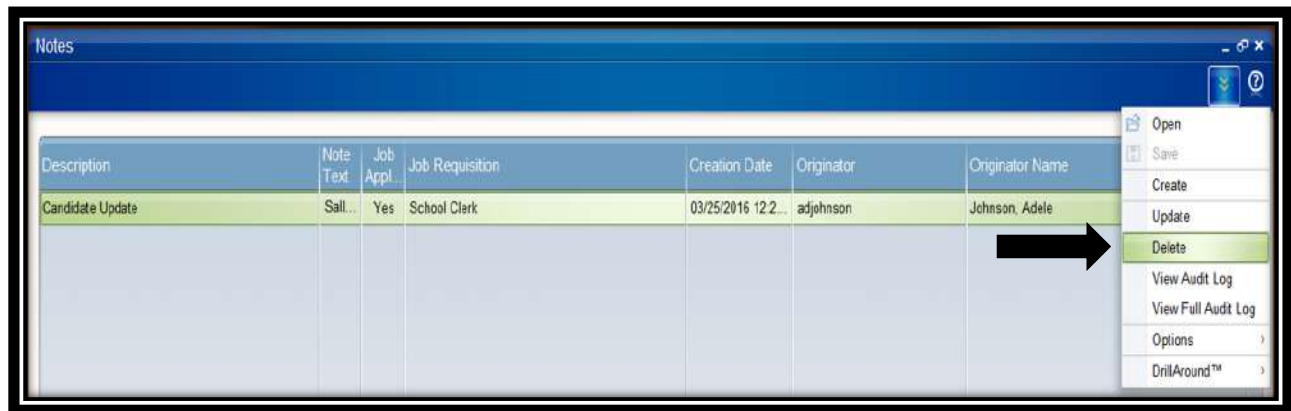 Notes
Description Note Text Job Appl... Job Requisition Creation Date Originator Originator Name
Candidate Update Sall... Yes School Clerk 03/25/2016 12:2... adjohnson Johnson, Adele
Open
Save
Create
Update
Delete
View Audit Log
View Full Audit Log
Options
DrillAround™